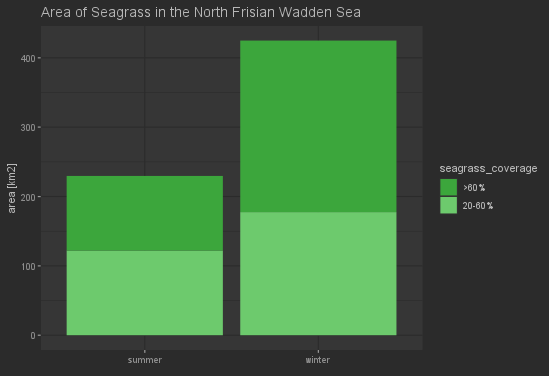 Area of Seagrass in the North Frisian Wadden Sea
area [km2]
400
300
200
100
0
summer
winter
seagrass_coverage
>60%
20-60%